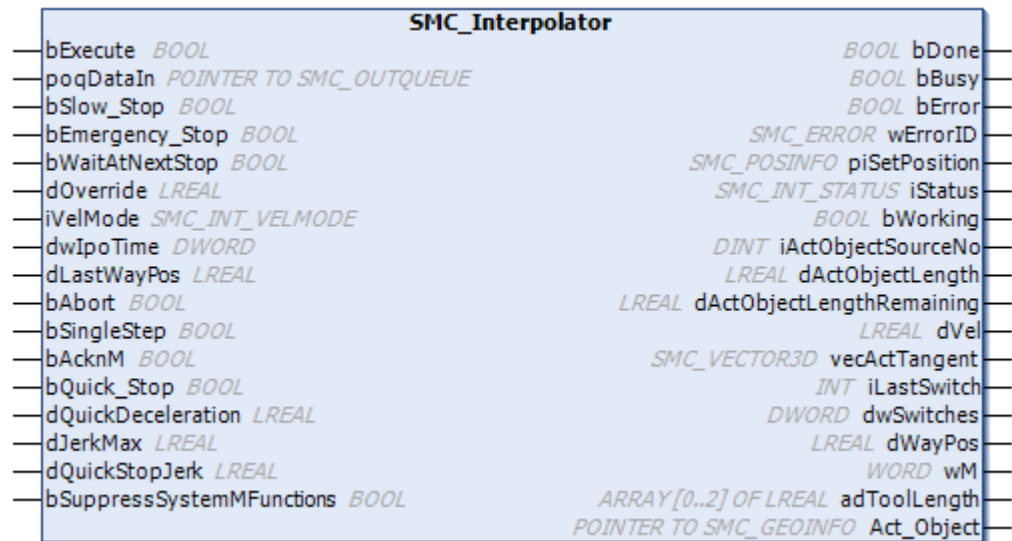 SMC_Interpolator
bExecute BOOL BOOL bDone
poqDataIn POINTER TO SMC_OUTQUEUE BOOL bBusy
bSlow_Stop BOOL BOOL bError
bEmergency_Stop BOOL SMC_ERROR wErrorID
bWaitAtNextStop BOOL SMC_POSINFO piSetPosition
dOverride LREAL SMC_INT_STATUS iStatus
iVelMode SMC_INT_VELMODE BOOL bWorking
dwIpoTime DWORD DINT iActObjectSourceNo
dLastWayPos LREAL LREAL dActObjectLength
bAbort BOOL LREAL dActObjectLengthRemaining
bSingleStep BOOL LREAL dVel
bAcknM BOOL SMC_VECTOR3D vecActTangent
bQuick_Stop BOOL INT iLastSwitch
dQuickDeceleration LREAL DWORD dwSwitches
dJerkMax LREAL LREAL dWayPos
dQuickStopJerk LREAL WORD wM
bSuppressSystemMFunctions BOOL ARRAY [0..2] OF LREAL adToolLength
POINTER TO SMC_GEOINFO Act_Object